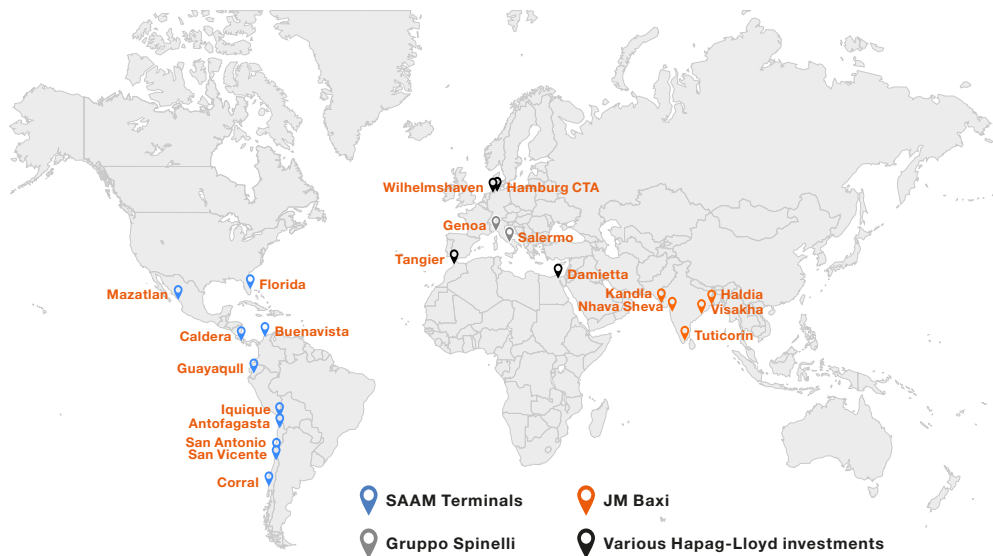 Wilhelmshaven
Hamburg CTA
Genoa
Salermo
Tangier
Damietta
Mazatlan
Florida
Kandla
Haldia
Nhava Sheva
Visakha
Caldera
Buenavista
Tuticorin
Guayaqull
Iquique
Antofagasta
San Antonio
San Vicente
Corral
SAAM Terminals
JM Baxi
Gruppo Spinelli
Various Hapag-Lloyd investments